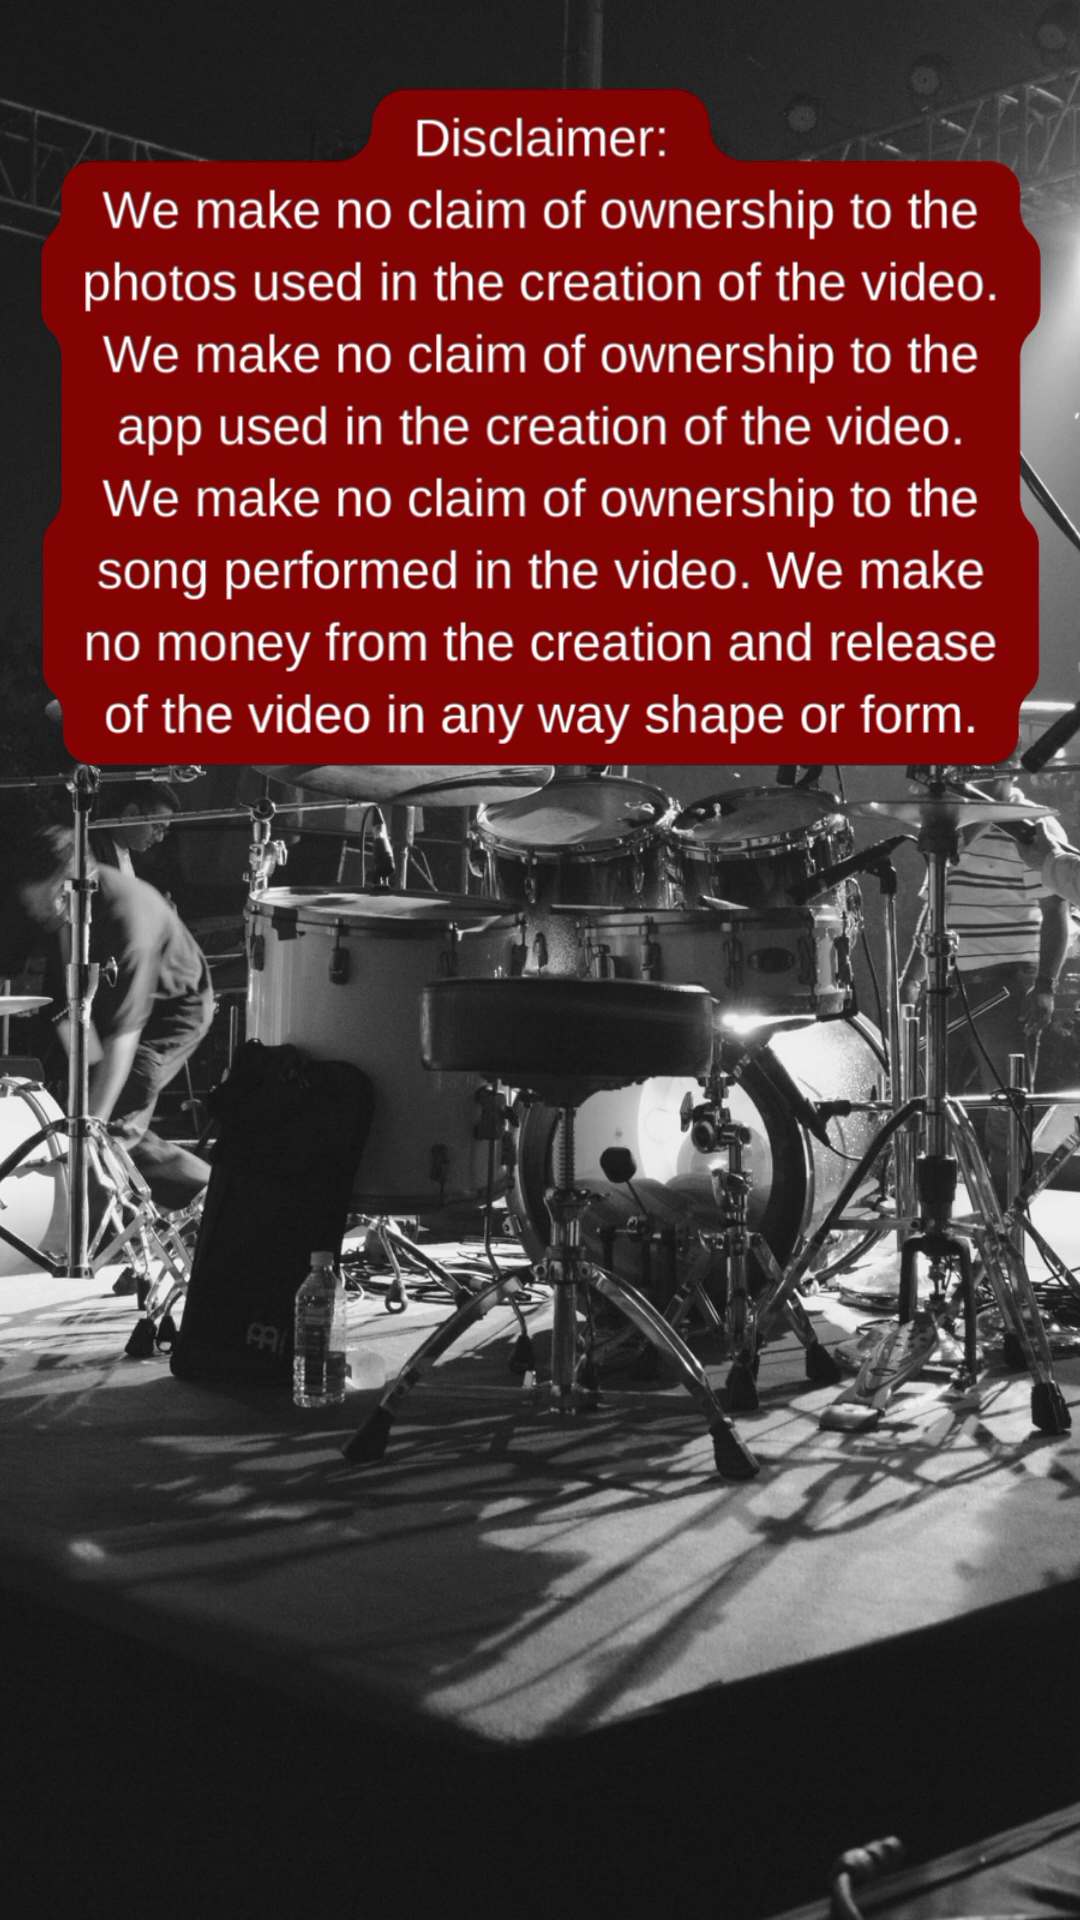 Disclaimer:
We make no claim of ownership to the
photos used in the creation of the video.
We make no claim of ownership to the
app used in the creation of the video.
We make no claim of ownership to the
song performed in the video. We make
no money from the creation and release
of the video in any way shape or form.